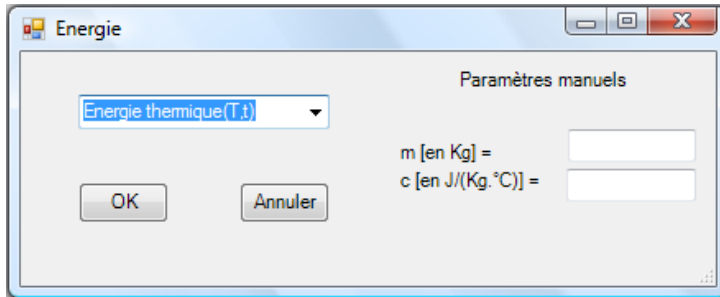 Energie
Paramètres manuels
Energie thermique(T,t)
m [en Kg] =
c [en J/(Kg.°C)] =
OK
Annuler